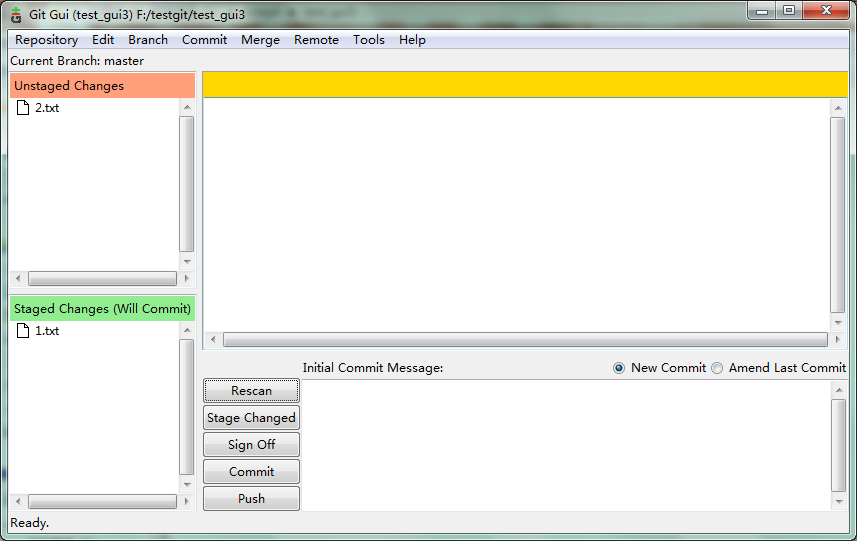 Git Gui (test_gui3) F:/testgit/test_gui3
Repository Edit Branch Commit Merge Remote Tools Help
Current Branch: master
Unstaged Changes
2.txt
Staged Changes (Will Commit)
1.txt
Initial Commit Message:
New Commit
Amend Last Commit
Rescan
Stage Changed
Sign Off
Commit
Push
Ready.